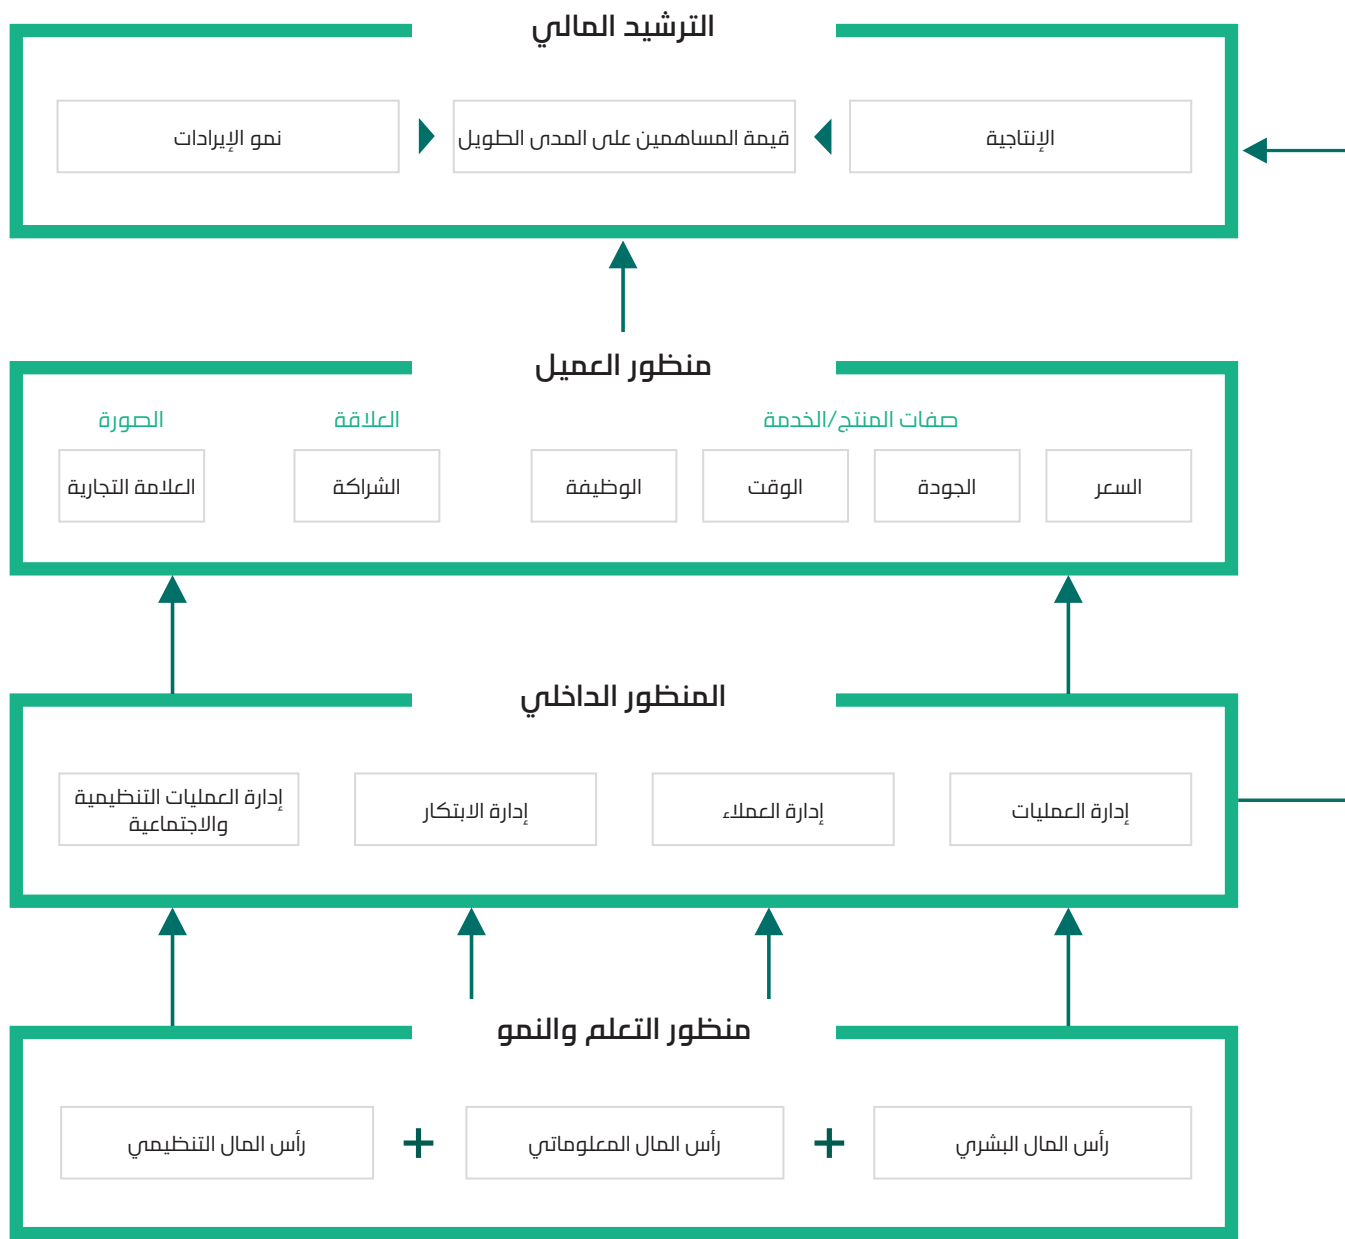 الترشيد المالي
الإنتاجية
قيمة المساهمين على المدى الطويل
نمو الإيرادات
منظور العميل
صفات المنتج/الخدمة
العلاقة
الصورة
السعر
الجودة
الوقت
الوظيفة
الشراكة
العلامة التجارية
المنظور الداخلي
إدارة العمليات
إدارة العملاء
إدارة الابتكار
إدارة العمليات التنظيمية
والاجتماعية
منظور التعلم والنمو
رأس المال البشري
+
رأس المال المعلوماتي
+
رأس المال التنظيمي